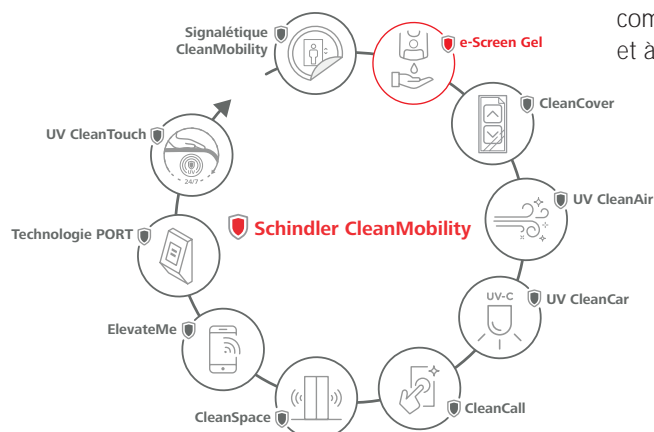 com
et à
Signalétique
CleanMobility
e-Screen Gel
CleanCover
UV CleanAir
UV-C
UV CleanCar
CleanCall
CleanSpace
ElevateMe
Technologie PORT
UV CleanTouch
UV
24/7
Schindler CleanMobility